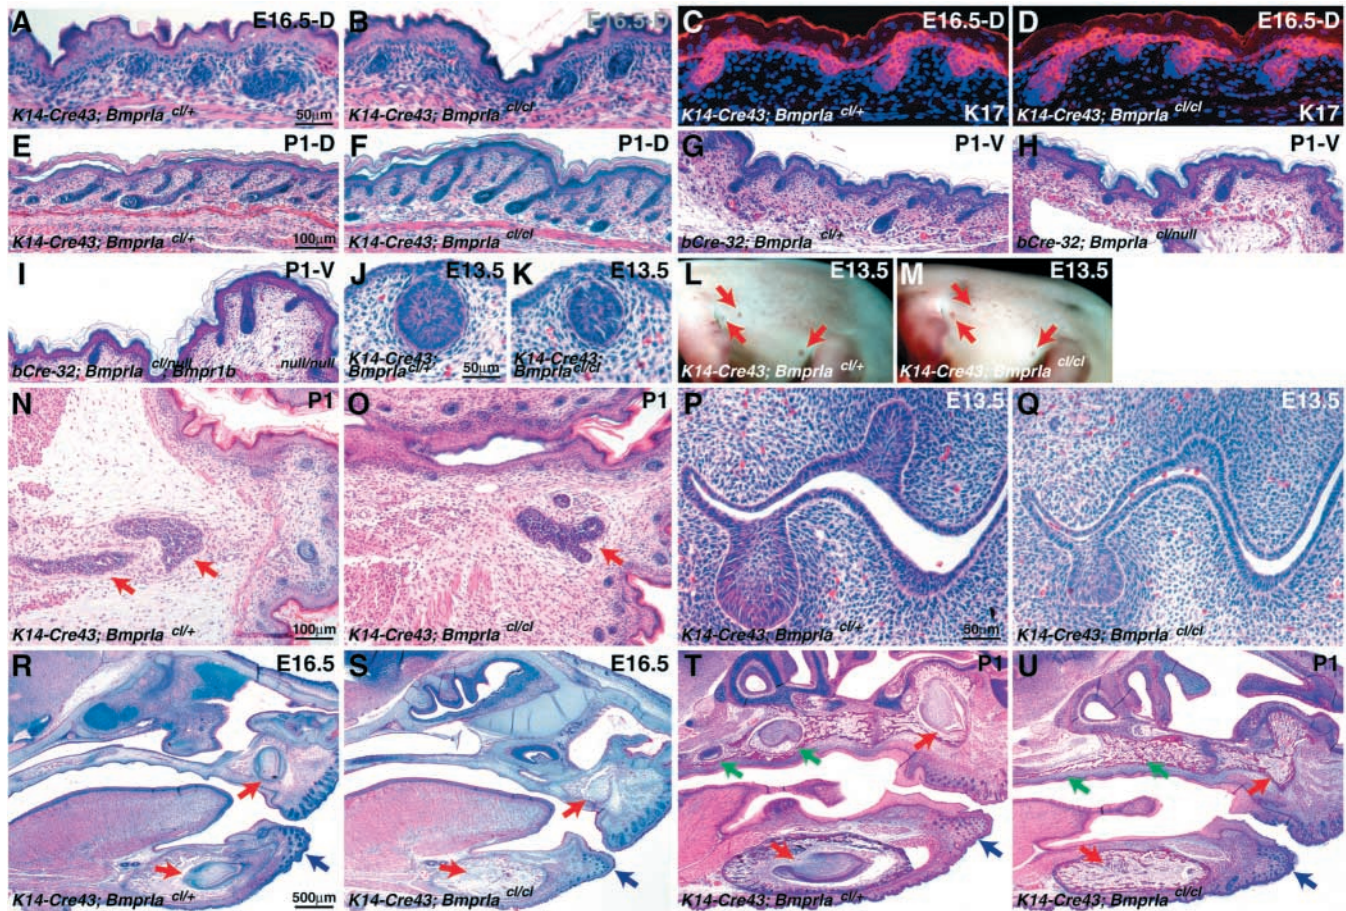 A E16.5-D
K14-Cre43; Bmprla cl/+ 50µm
B E16.5-D
K14-Cre43; Bmprla cl/cl
C E16.5-D
K14-Cre43; Bmprla cl/+ K17
D E16.5-D
K14-Cre43; Bmprla cl/cl K17
E P1-D
K14-Cre43; Bmprla cl/+ 100µm
F P1-D
K14-Cre43; Bmprla cl/cl
G P1-V
bCre-32; Bmprla cl/+
H P1-V
bCre-32; Bmprla cl/null
I P1-V
bCre-32; Bmprla cl/null; Bmpr1b null/null
J E13.5
K14-Cre43;
Bmprla cl/+ 50µm
K E13.5
K14-Cre43;
Bmprla cl/cl
L E13.5
K14-Cre43; Bmprla cl/+
M E13.5
K14-Cre43; Bmprla cl/cl
N P1
K14-Cre43; Bmprla cl/+ 100µm
O P1
K14-Cre43; Bmprla cl/cl
P E13.5
K14-Cre43; Bmprla cl/+ 50µm
Q E13.5
K14-Cre43; Bmprla cl/cl
R E16.5
K14-Cre43; Bmprla cl/+ 500µm
S E16.5
K14-Cre43; Bmprla cl/cl
T P1
K14-Cre43; Bmprla cl/+
U P1
K14-Cre43; Bmprla cl/cl